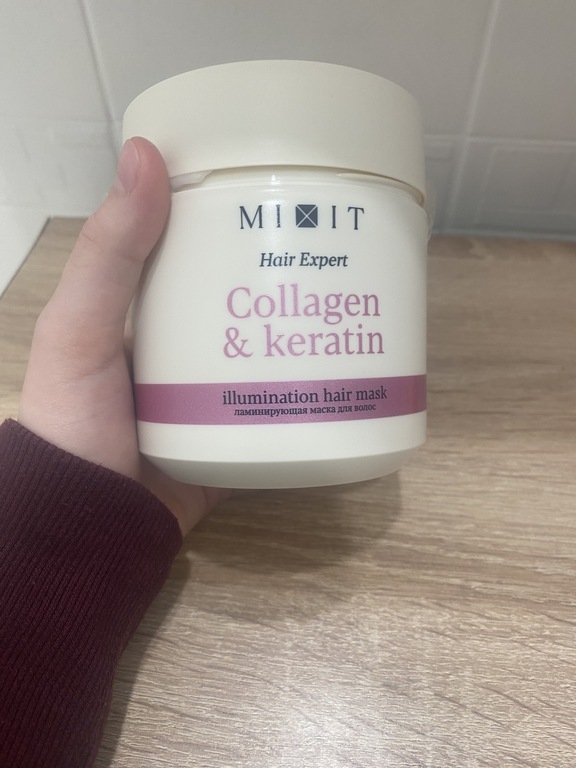 MIXIT
Hair Expert
Collagen
& keratin
illumination hair mask
ламинирующая маска для волос